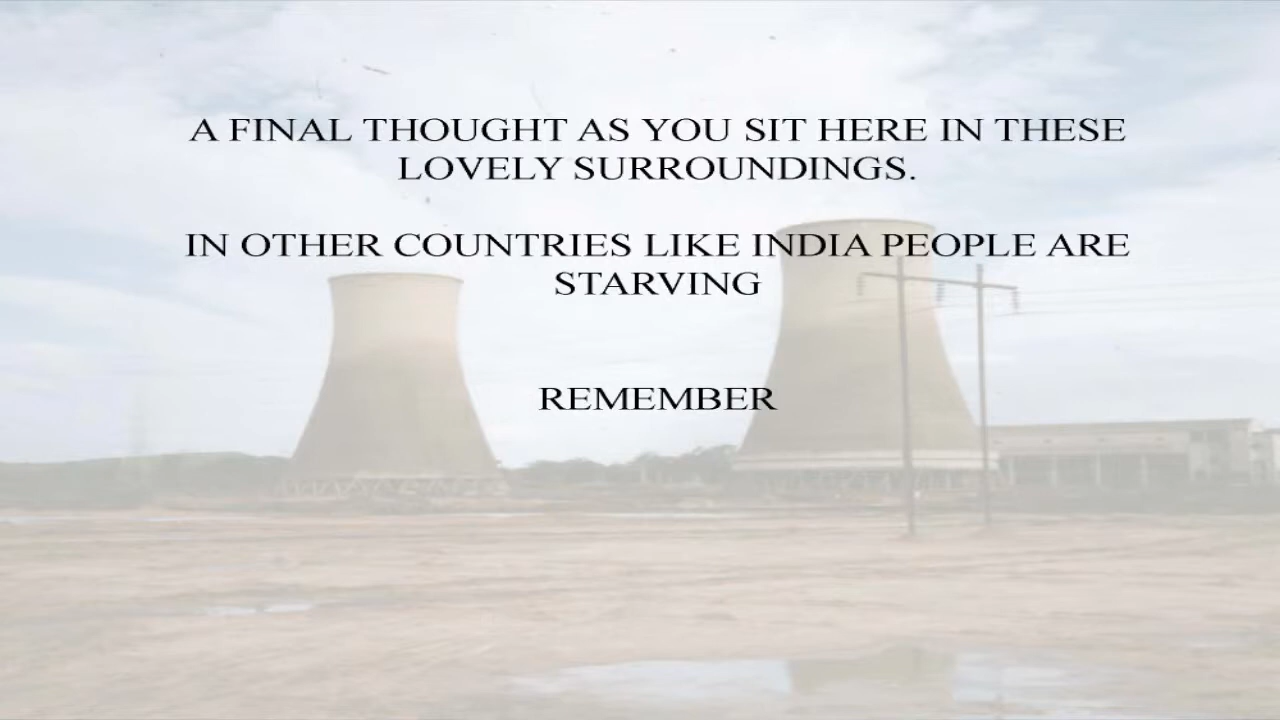 A FINAL THOUGHT AS YOU SIT HERE IN THESE
LOVELY SURROUNDINGS.
IN OTHER COUNTRIES LIKE INDIA PEOPLE ARE
STARVING
REMEMBER